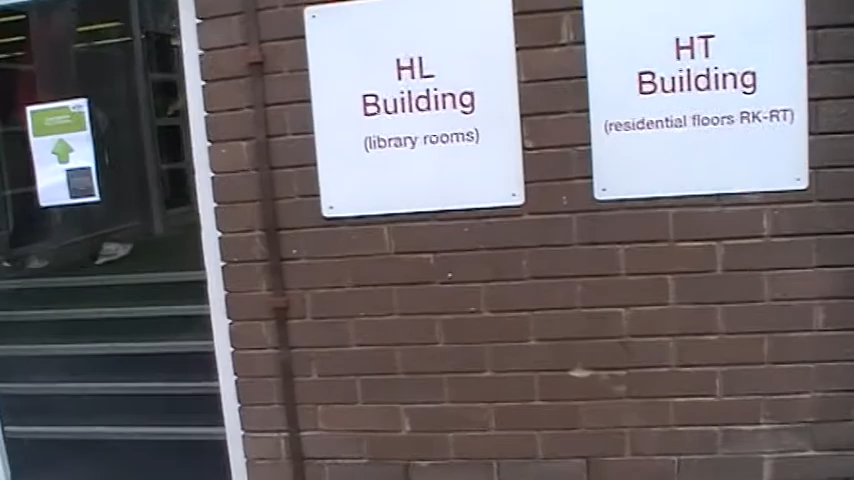 HL
Building
(library rooms)
HT
Building
(residential floors RK-RT)